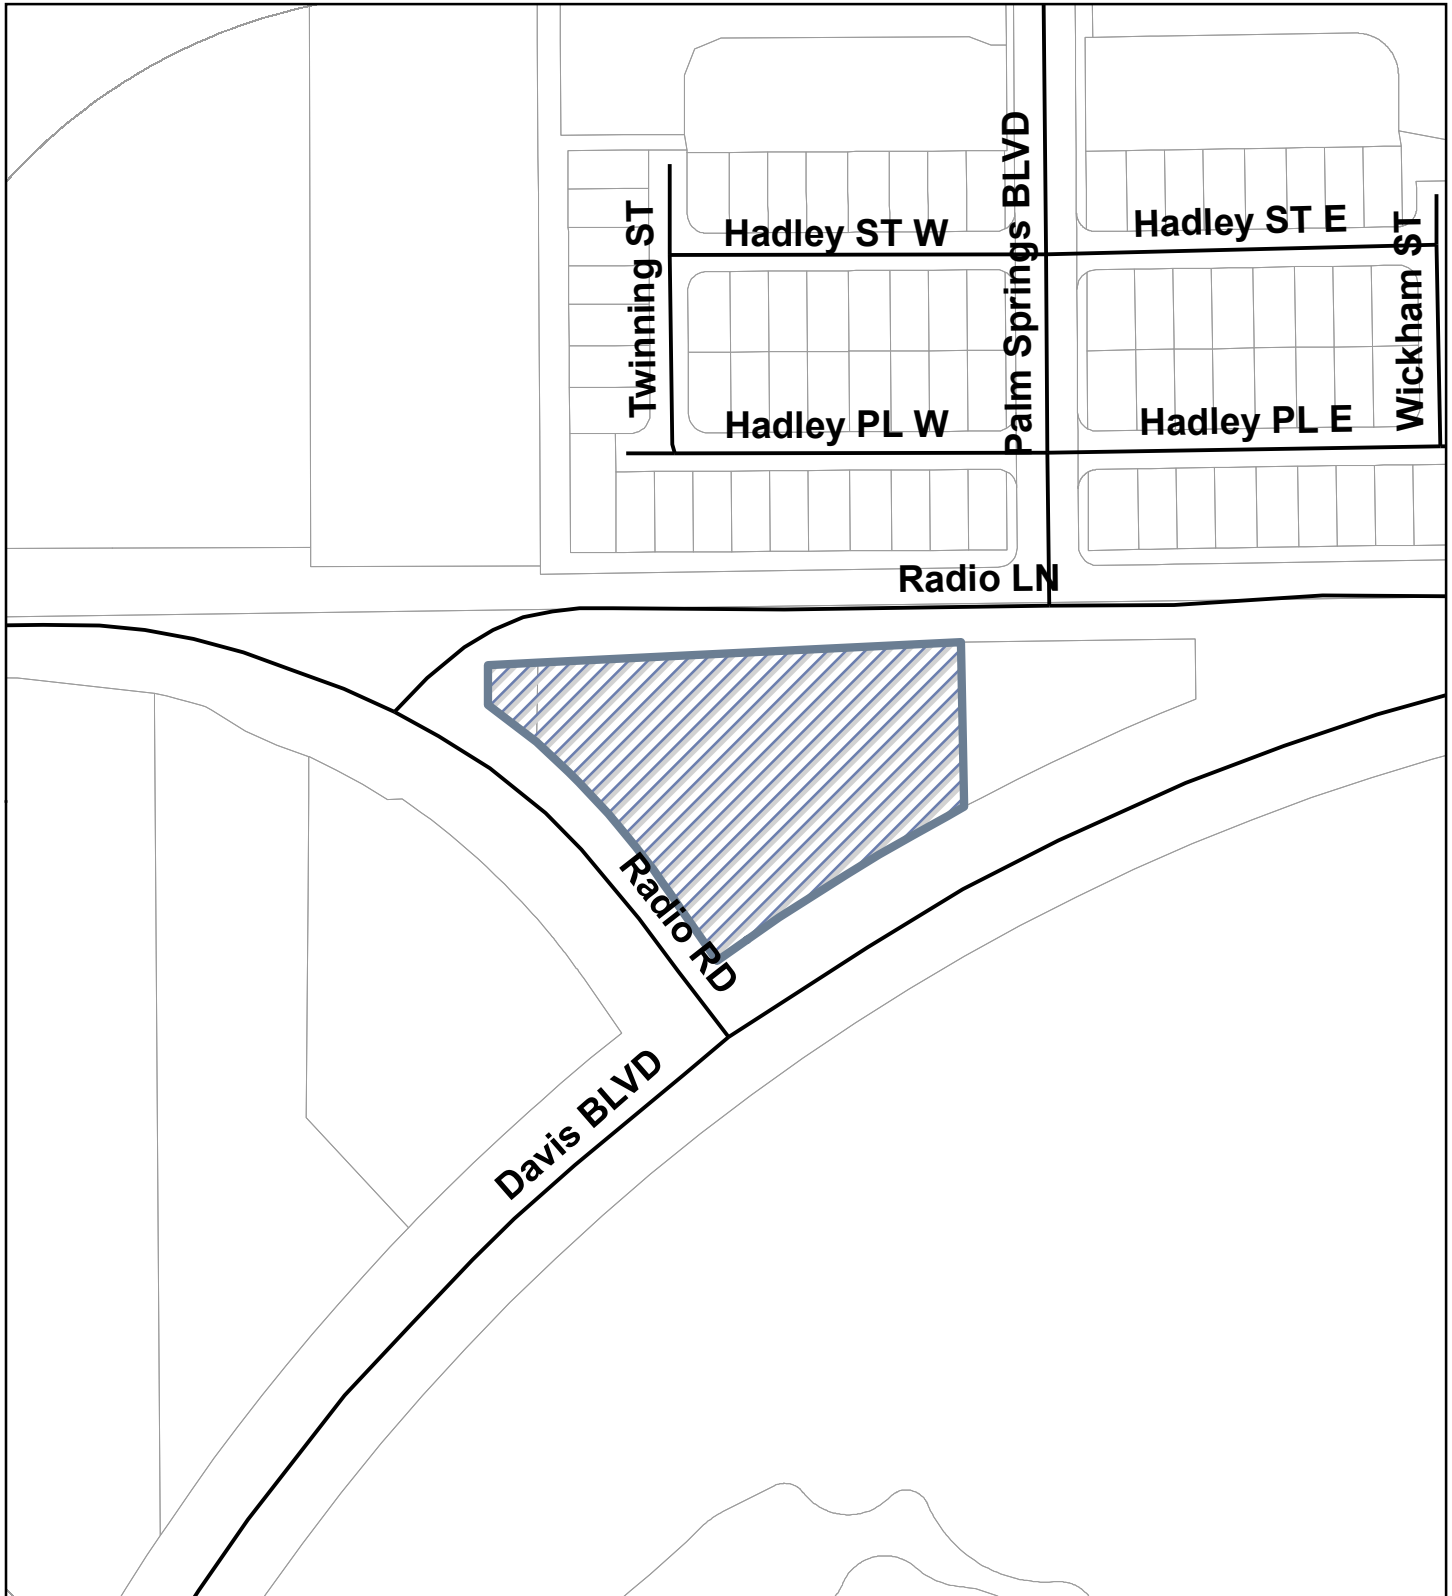 Palm Springs BLVD
Twinning ST
Hadley ST W
Hadley ST E
Wickham ST
Hadley PL W
Hadley PL E
Radio LN
Radio RD
Davis BLVD